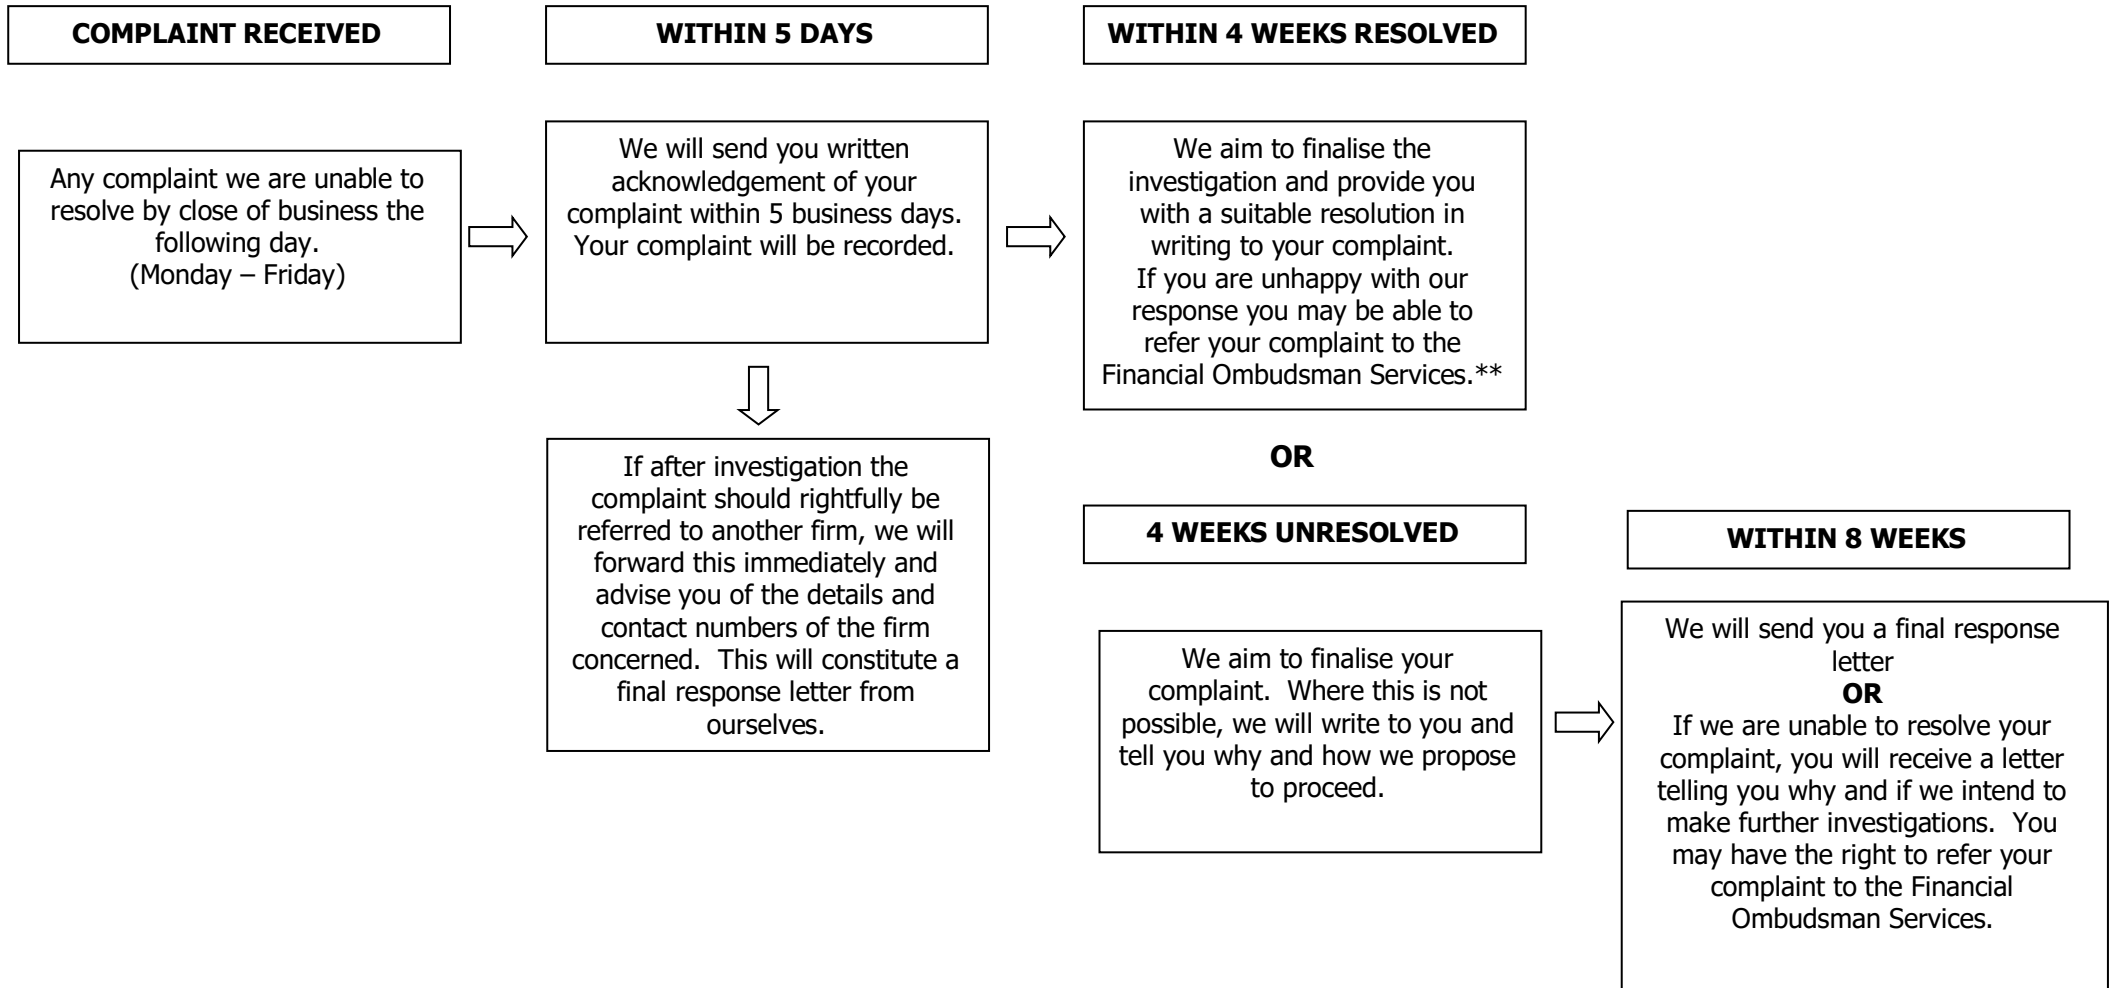 COMPLAINT RECEIVED
Any complaint we are unable to
resolve by close of business the
following day.
(Monday – Friday)
WITHIN 5 DAYS
We will send you written
acknowledgement of your
complaint within 5 business days.
Your complaint will be recorded.
If after investigation the
complaint should rightfully be
referred to another firm, we will
forward this immediately and
advise you of the details and
contact numbers of the firm
concerned.  This will constitute a
final response letter from
ourselves.
WITHIN 4 WEEKS RESOLVED
We aim to finalise the
investigation and provide you
with a suitable resolution in
writing to your complaint.
If you are unhappy with our
response you may be able to
refer your complaint to the
Financial Ombudsman Services.**
OR
4 WEEKS UNRESOLVED
We aim to finalise your
complaint.  Where this is not
possible, we will write to you and
tell you why and how we propose
to proceed.
WITHIN 8 WEEKS
We will send you a final response
letter
OR
If we are unable to resolve your
complaint, you will receive a letter
telling you why and if we intend to
make further investigations.  You
may have the right to refer your
complaint to the Financial
Ombudsman Services.